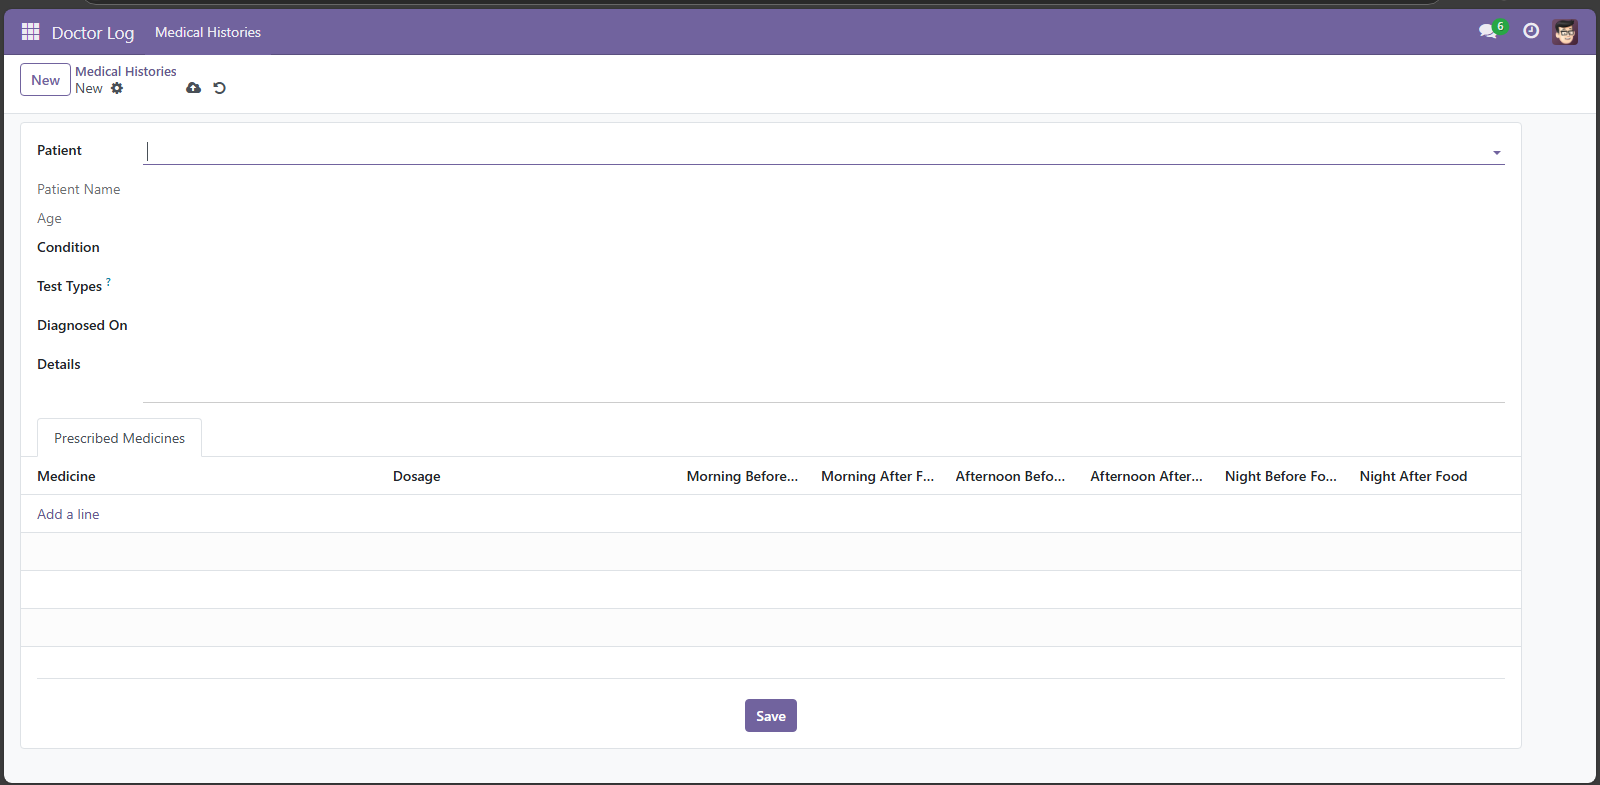 Doctor Log Medical Histories 6
New Medical Histories
New
Patient
Patient Name
Age
Condition
Test Types ?
Diagnosed On
Details
Prescribed Medicines
Medicine Dosage Morning Before... Morning After F... Afternoon Befo... Afternoon After... Night Before Fo... Night After Food
Add a line
Save